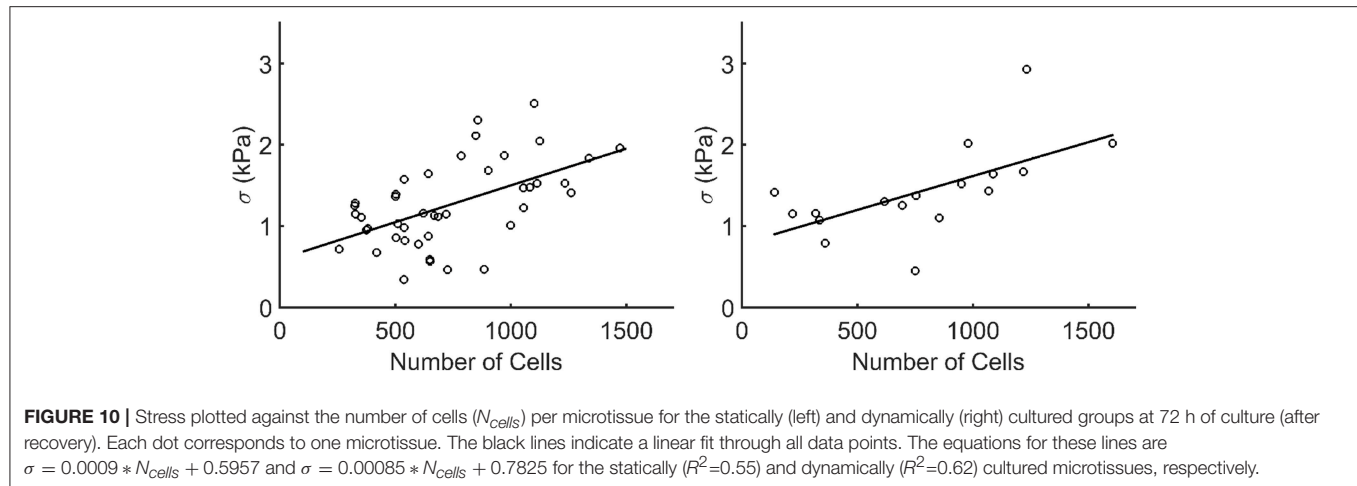 3
2
1
0
σ (kPa)
0 500 1000 1500
Number of Cells
3
2
1
0
σ (kPa)
0 500 1000 1500
Number of Cells
FIGURE 10 | Stress plotted against the number of cells (N_cells) per microtissue for the statically (left) and dynamically (right) cultured groups at 72 h of culture (after
recovery). Each dot corresponds to one microtissue. The black lines indicate a linear fit through all data points. The equations for these lines are
σ = 0.0009 ∗ N_cells + 0.5957 and σ = 0.00085 ∗ N_cells + 0.7825 for the statically (R²=0.55) and dynamically (R²=0.62) cultured microtissues, respectively.